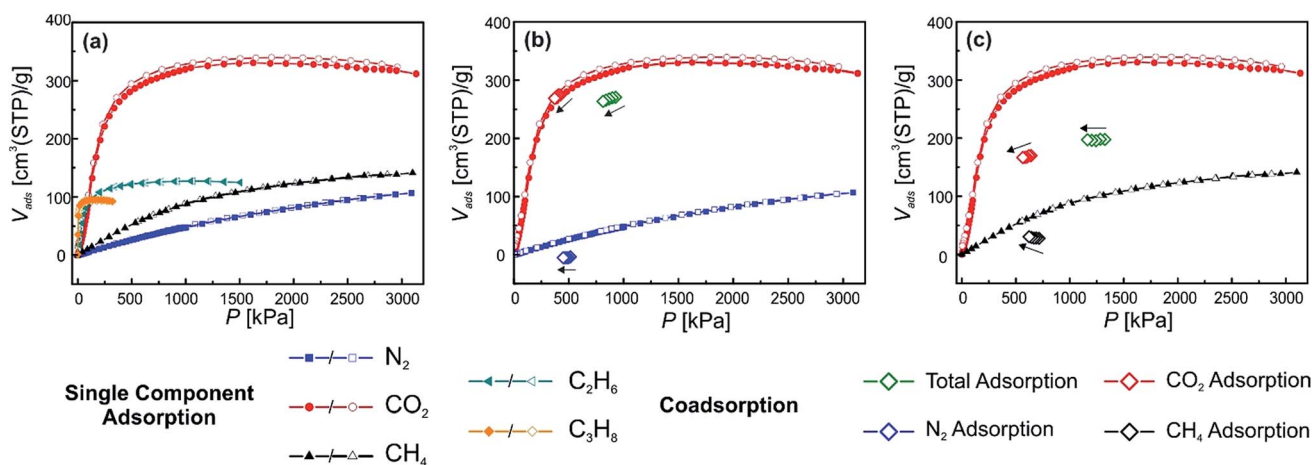 (a)
400
300
200
100
0
V_ads [cm³(STP)/g]
0 500 1000 1500 2000 2500 3000
P [kPa]
(b)
400
300
200
100
0
V_ads [cm³(STP)/g]
0 500 1000 1500 2000 2500 3000
P [kPa]
(c)
400
300
200
100
0
V_ads [cm³(STP)/g]
0 500 1000 1500 2000 2500 3000
P [kPa]
Single Component
Adsorption
/ N₂
/ CO₂
/ CH₄
/ C₂H₆
/ C₃H₈
Coadsorption
Total Adsorption
N₂ Adsorption
CO₂ Adsorption
CH₄ Adsorption